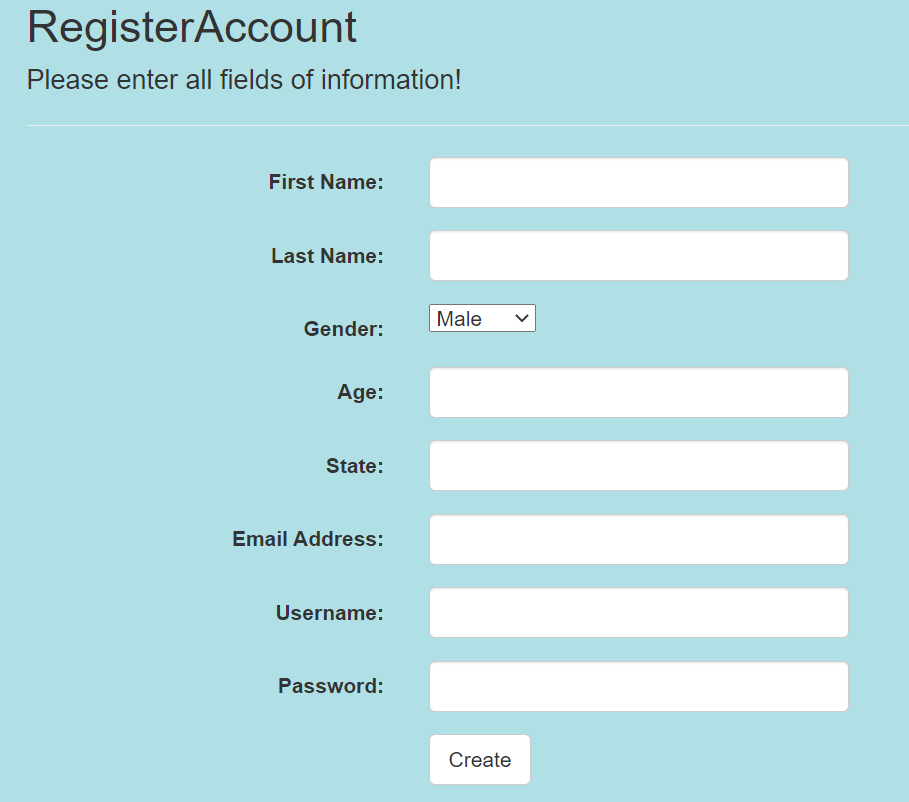 RegisterAccount
Please enter all fields of information!
First Name:
Last Name:
Gender: Male
Age:
State:
Email Address:
Username:
Password:
Create